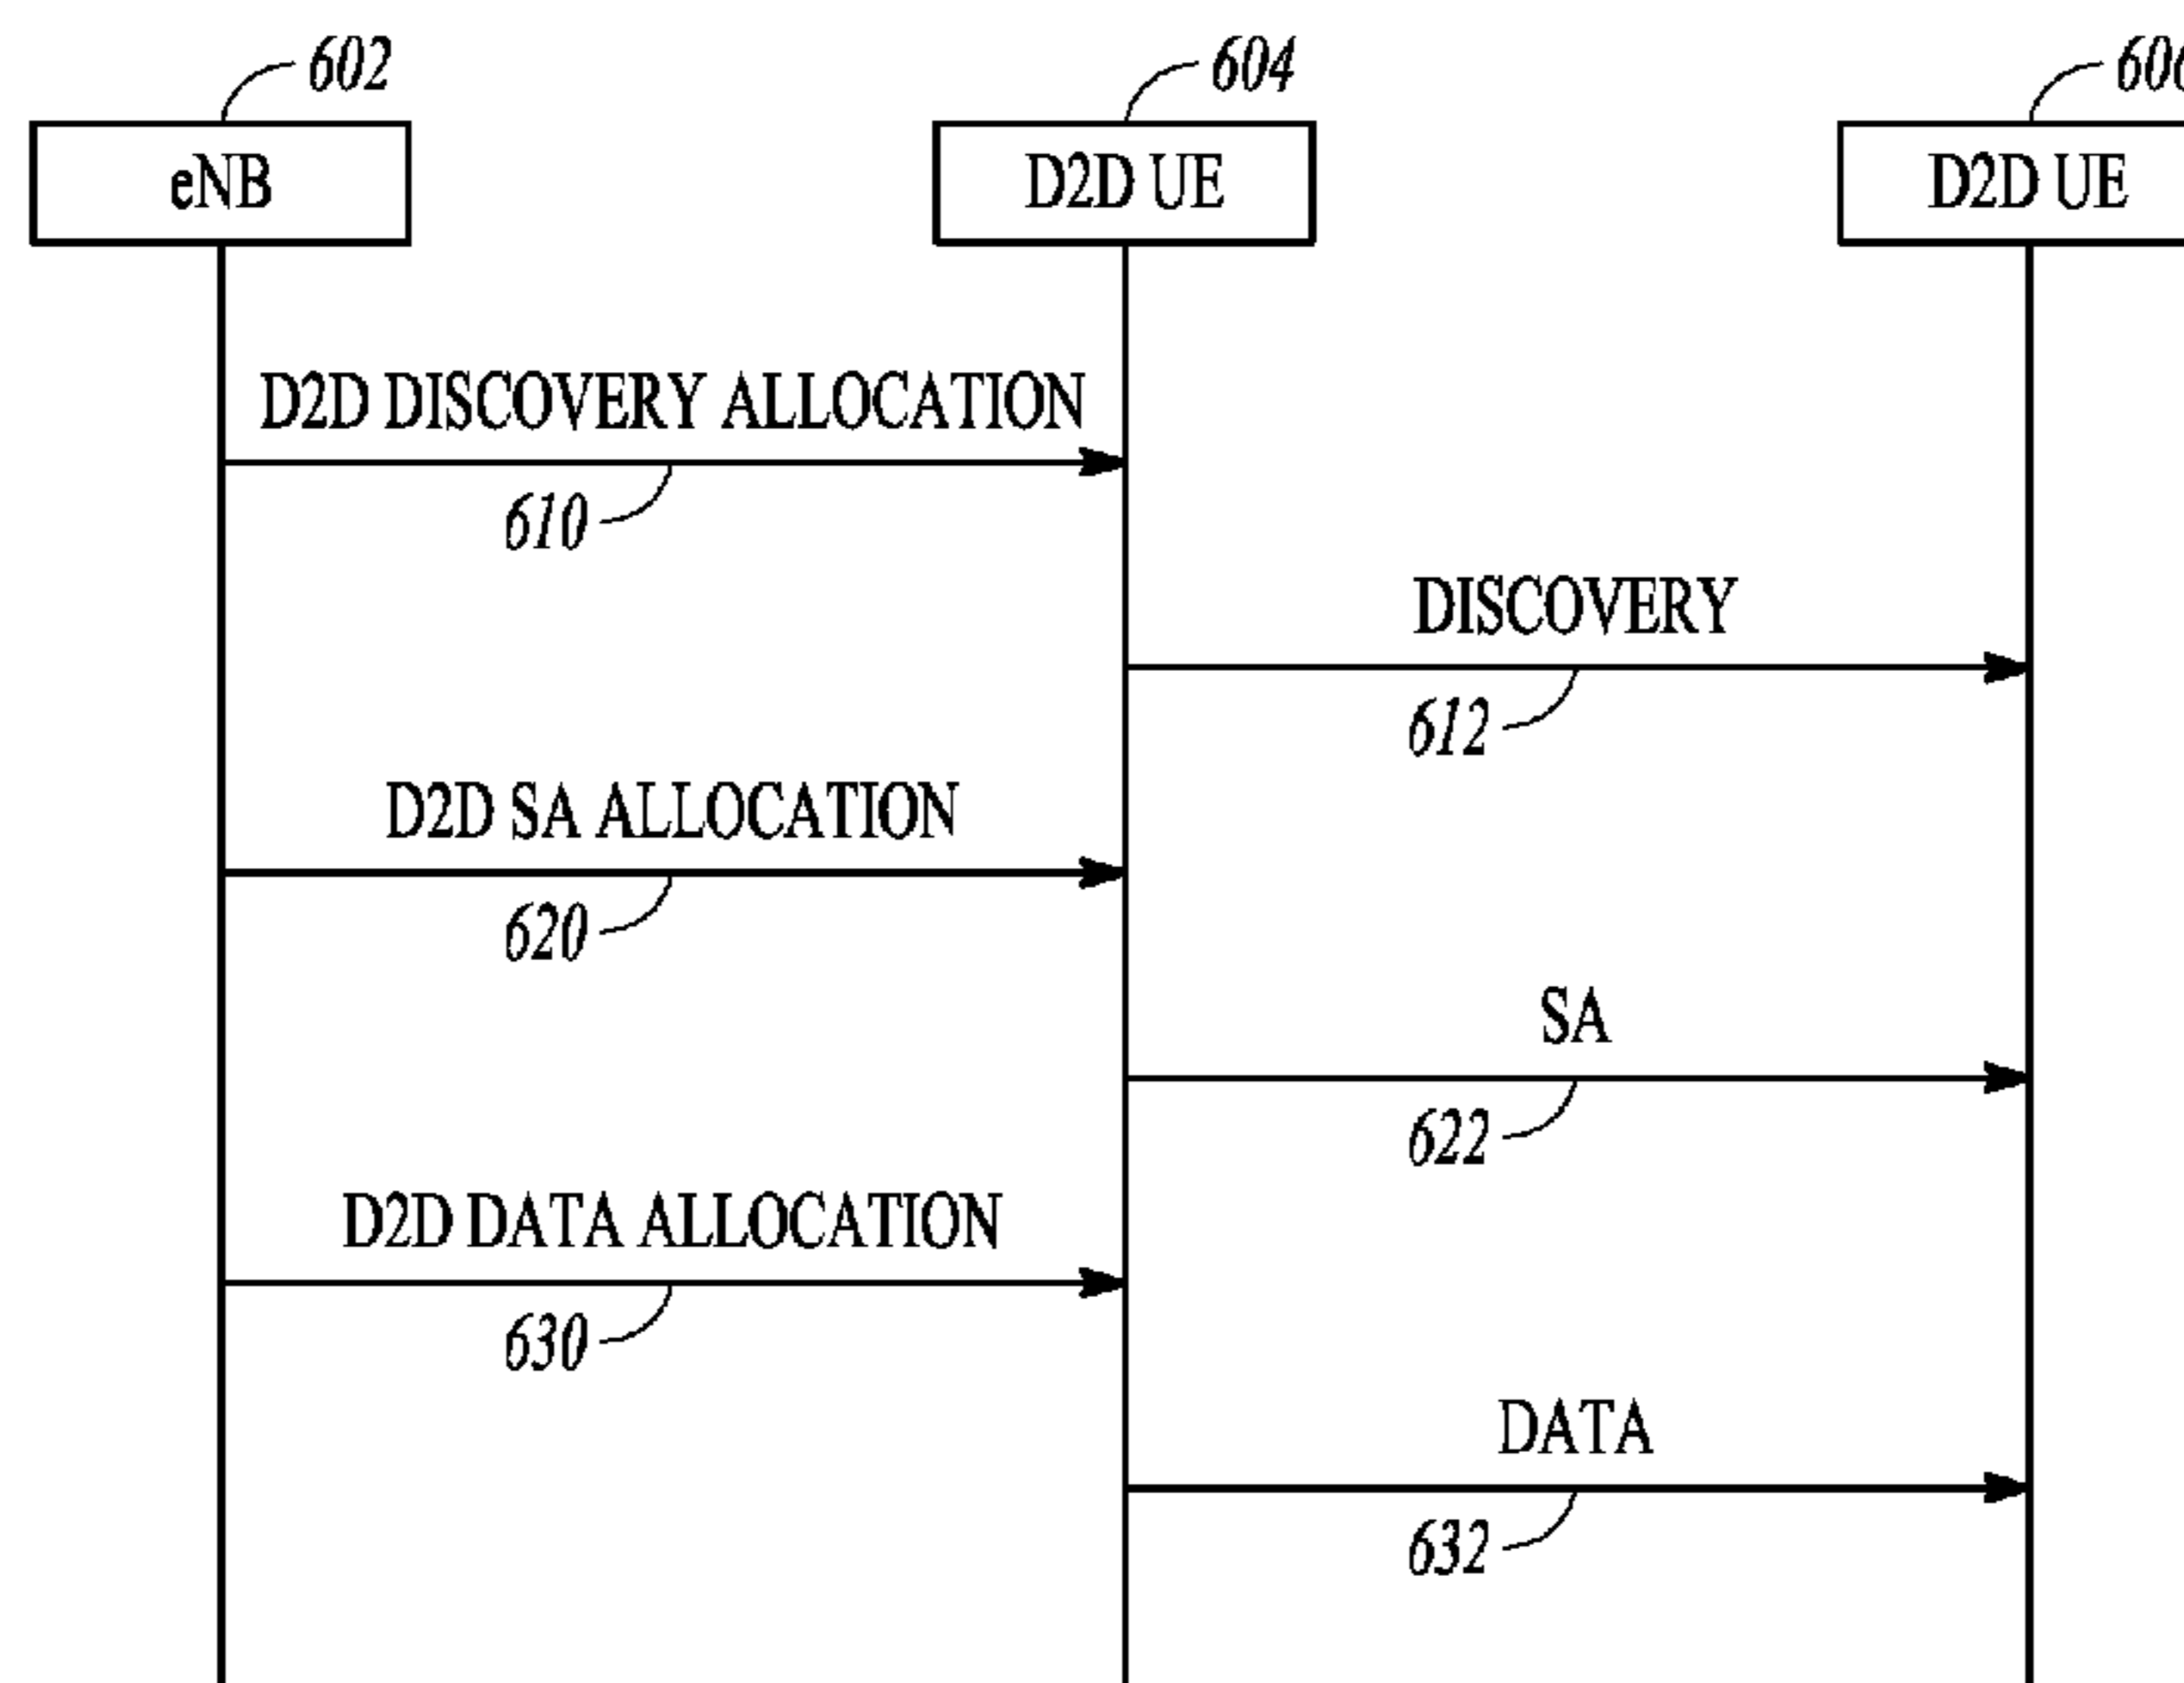 602
604
eNB
D2D UE
D2D UE
D2D DISCOVERY ALLOCATION
610
DISCOVERY
612
D2D SA ALLOCATION
620
SA
622
D2D DATA ALLOCATION
630
DATA
632